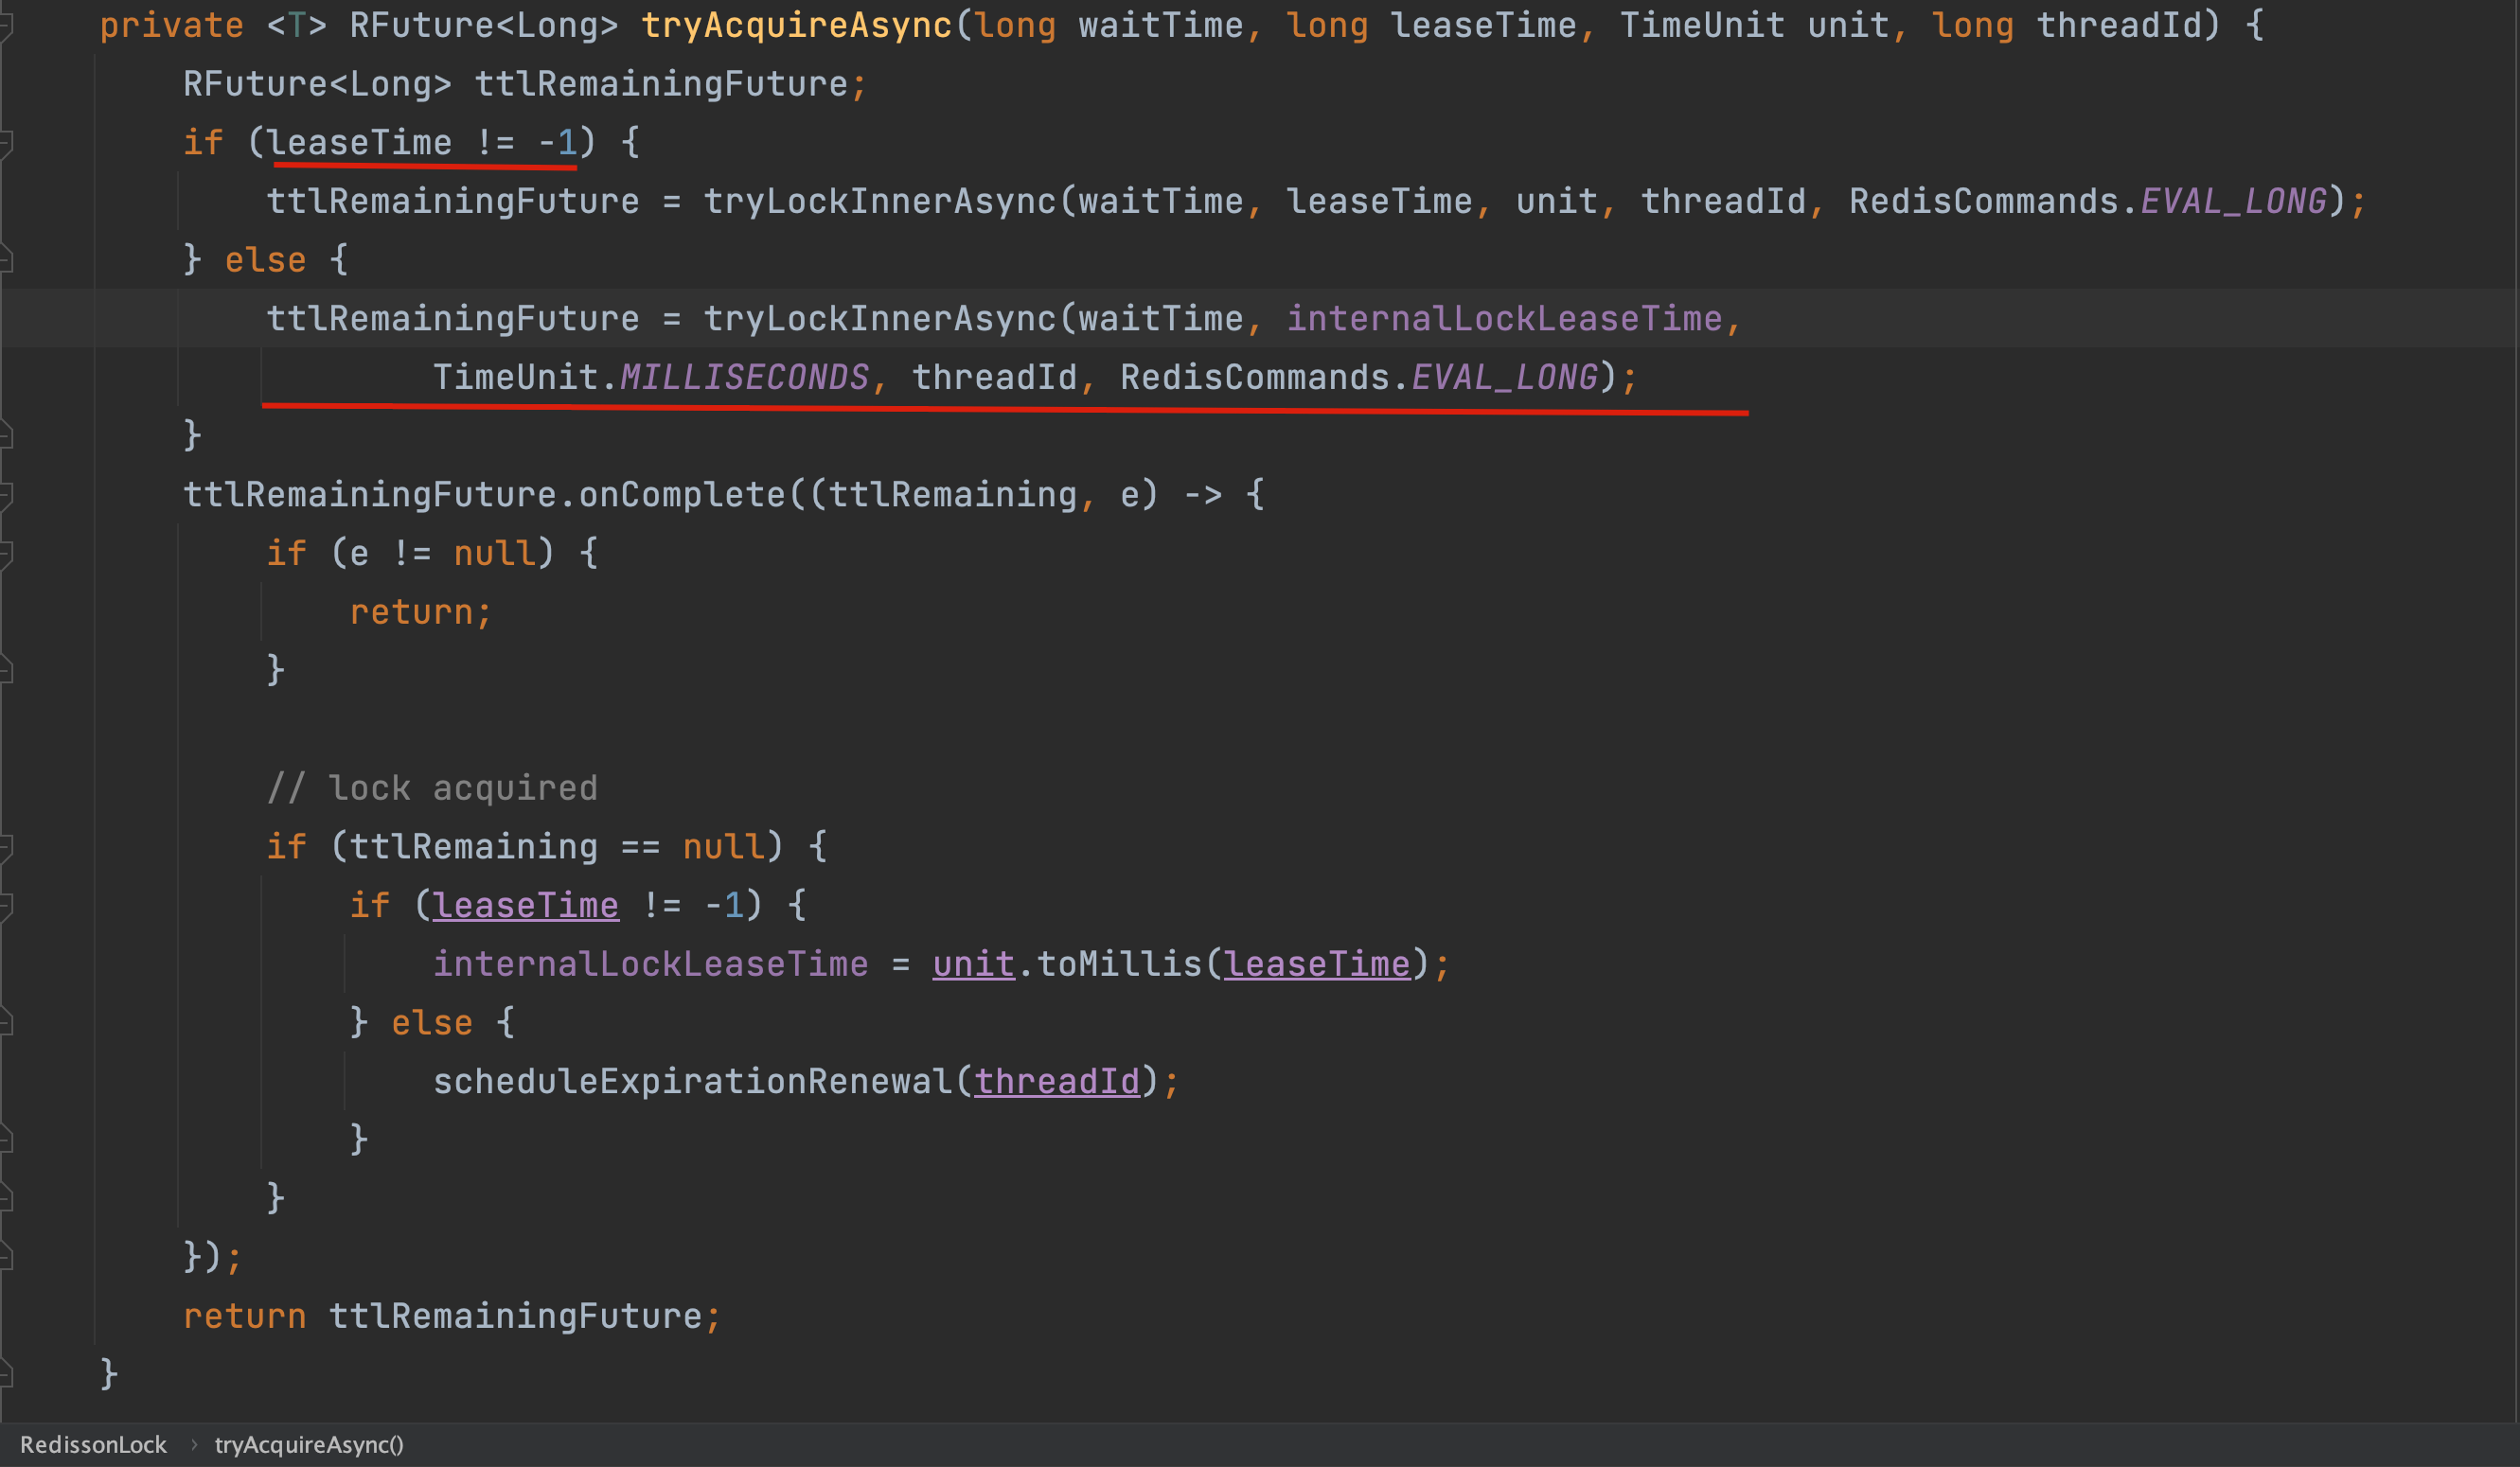 private <T> RFuture<Long> tryAcquireAsync(long waitTime, long leaseTime, TimeUnit unit, long threadId) {
    RFuture<Long> ttlRemainingFuture;
    if (leaseTime != -1) {
        ttlRemainingFuture = tryLockInnerAsync(waitTime, leaseTime, unit, threadId, RedisCommands.EVAL_LONG);
    } else {
        ttlRemainingFuture = tryLockInnerAsync(waitTime, internalLockLeaseTime,
                TimeUnit.MILLISECONDS, threadId, RedisCommands.EVAL_LONG);
    }
    ttlRemainingFuture.onComplete((ttlRemaining, e) -> {
        if (e != null) {
            return;
        }
        // lock acquired
        if (ttlRemaining == null) {
            if (leaseTime != -1) {
                internalLockLeaseTime = unit.toMillis(leaseTime);
            } else {
                scheduleExpirationRenewal(threadId);
            }
        }
    });
    return ttlRemainingFuture;
}
RedissonLock › tryAcquireAsync()